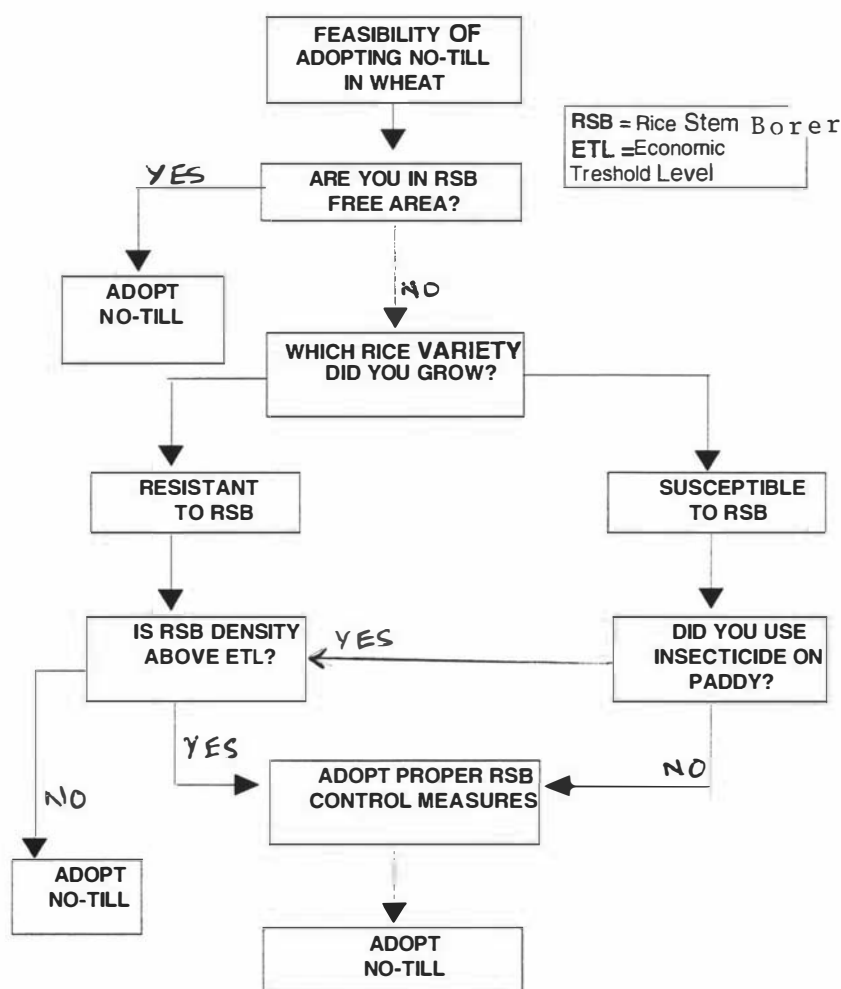 FEASIBILITY OF
ADOPTING NO-TILL
IN WHEAT
RSB = Rice Stem Borer
ETL =Economic
Treshold Level
YES
ARE YOU IN RSB
FREE AREA?
ADOPT
NO-TILL
NO
WHICH RICE VARIETY
DID YOU GROW?
RESISTANT
TO RSB
SUSCEPTIBLE
TO RSB
IS RSB DENSITY
ABOVE ETL?
YES
DID YOU USE
INSECTICIDE ON
PADDY?
YES
NO
ADOPT PROPER RSB
CONTROL MEASURES
NO
ADOPT
NO-TILL
ADOPT
NO-TILL